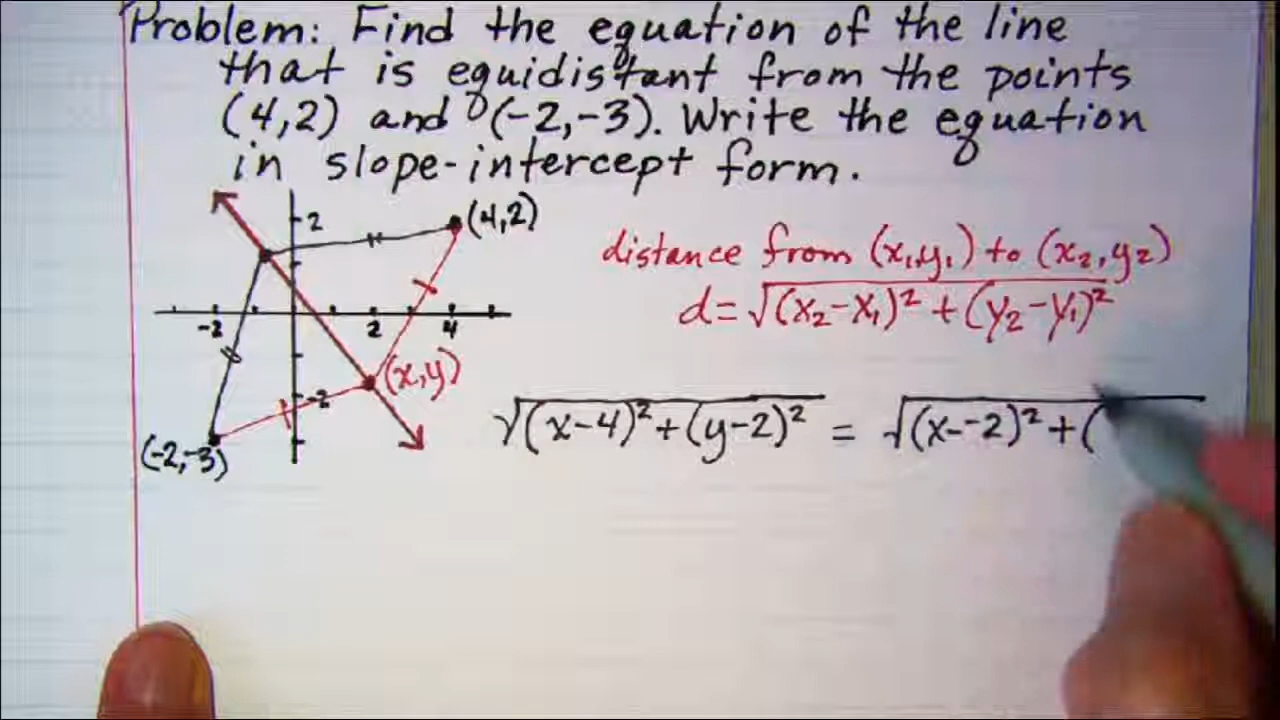 Problem: Find the equation of the line
that is equidistant from the points
(4,2) and (-2,-3). Write the equation
in slope-intercept form.
2
(4,2)
distance from (x₁,y₁) to (x₂,y₂)
d=√(x₂-x₁)²+(y₂-y₁)²
-2
2
4
(x,y)
-2
√(x-4)²+(y-2)² = √(x--2)²+(
(-2,-3)